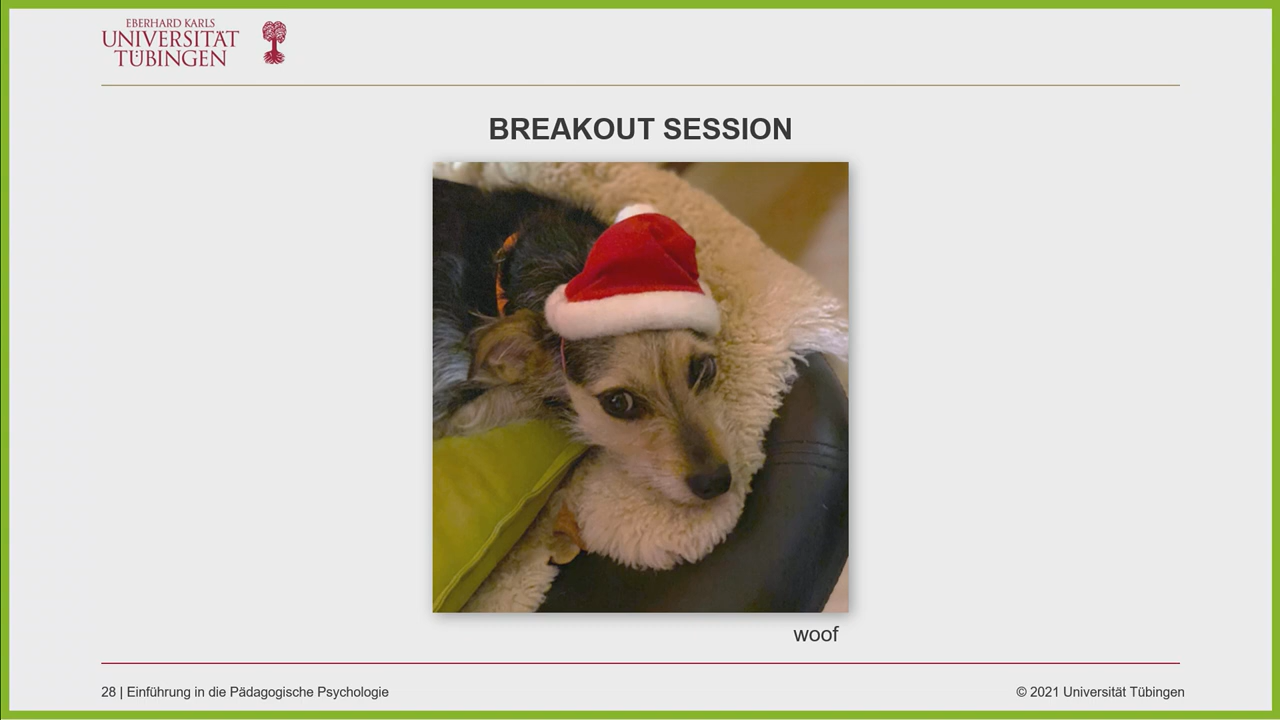 EBERHARD KARLS
UNIVERSITÄT
TÜBINGEN
BREAKOUT SESSION
woof
28 | Einführung in die Pädagogische Psychologie
© 2021 Universität Tübingen